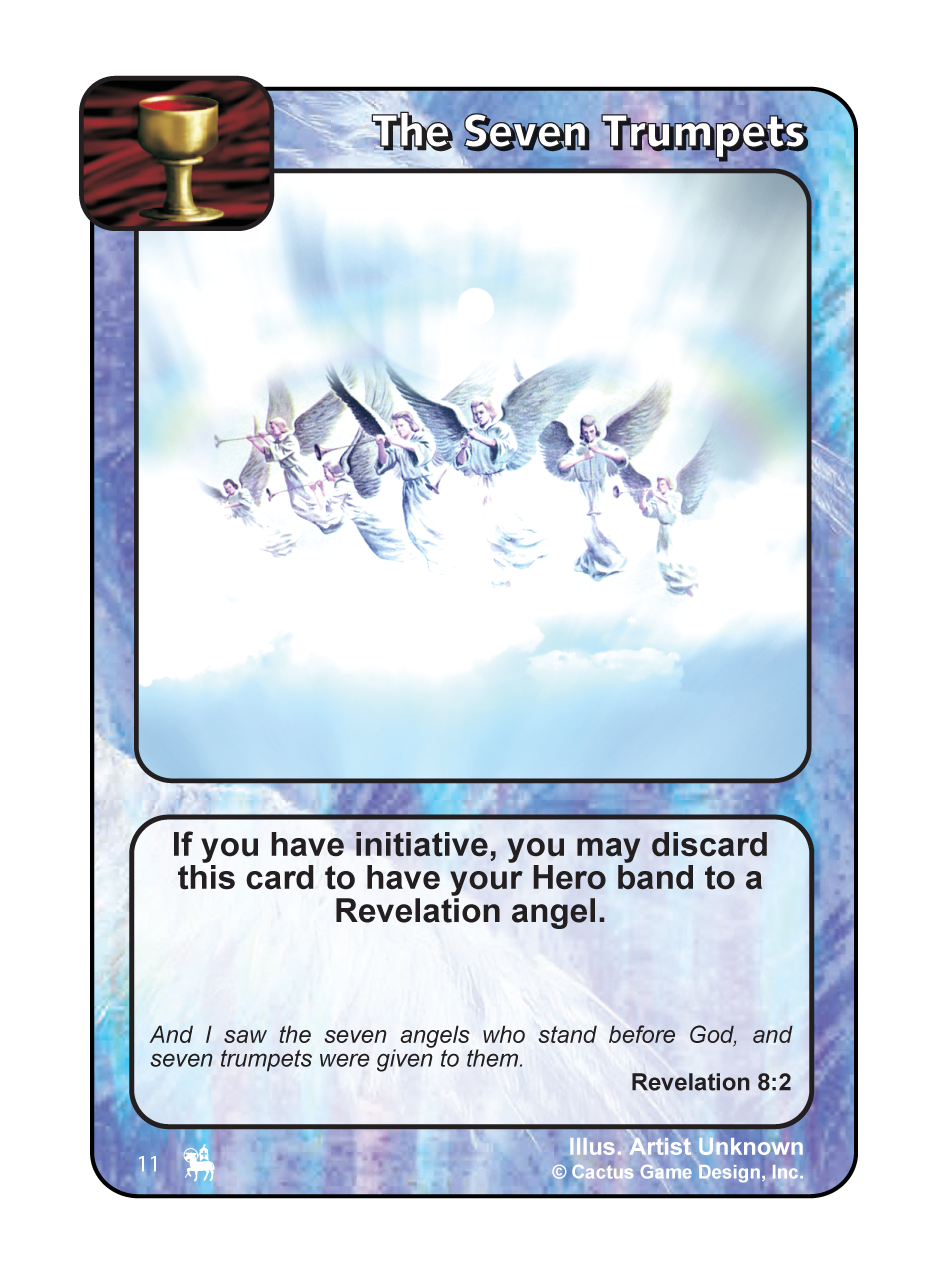 The Seven Trumpets
If you have initiative, you may discard
this card to have your Hero band to a
Revelation angel.
And I saw the seven angels who stand before God, and
seven trumpets were given to them.
Revelation 8:2
Illus. Artist Unknown
11
© Cactus Game Design, Inc.